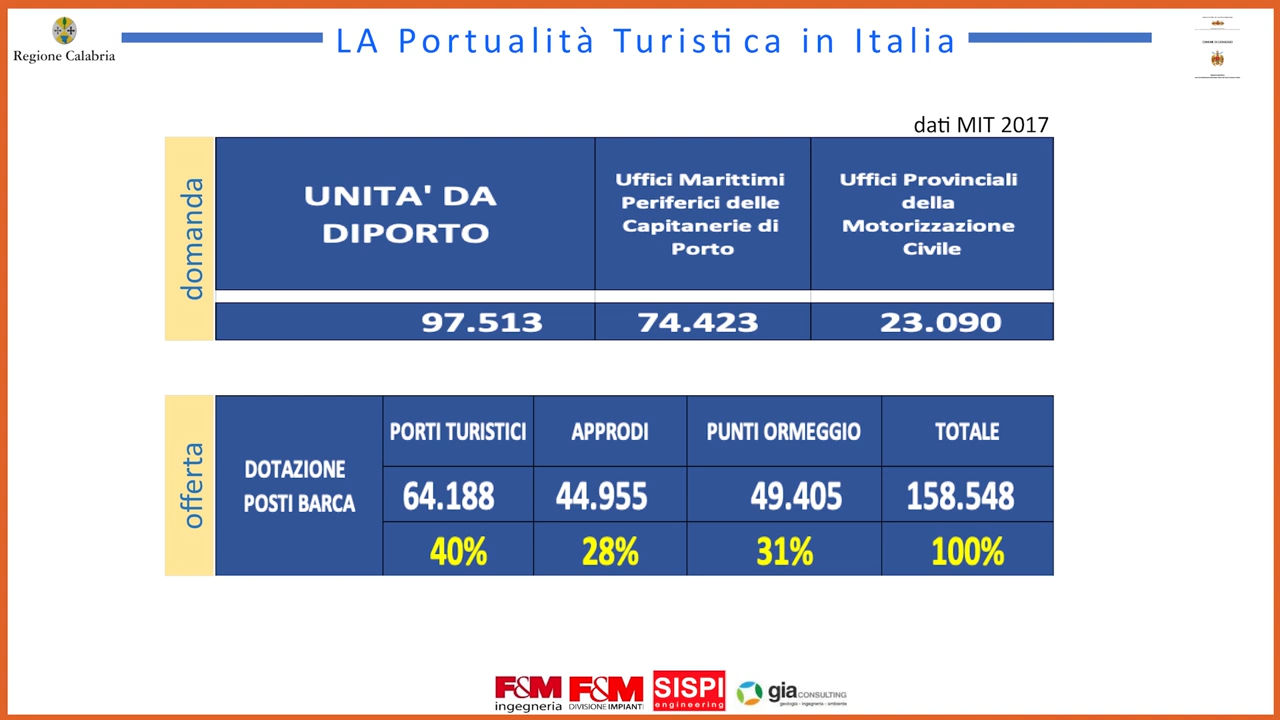 Regione Calabria
LA Portualità Turistica in Italia
dati MIT 2017
domanda
UNITA' DA
DIPORTO
Uffici Marittimi
Periferici delle
Capitanerie di
Porto
Uffici Provinciali
della
Motorizzazione
Civile
97.513
74.423
23.090
offerta
DOTAZIONE
POSTI BARCA
PORTI TURISTICI
APPRODI
PUNTI ORMEGGIO
TOTALE
64.188
44.955
49.405
158.548
40%
28%
31%
100%
F&M
ingegneria
F&M
DIVISIONE IMPIANTI
SISPI
engineering
gia CONSULTING
geologia - ingegneria - ambiente